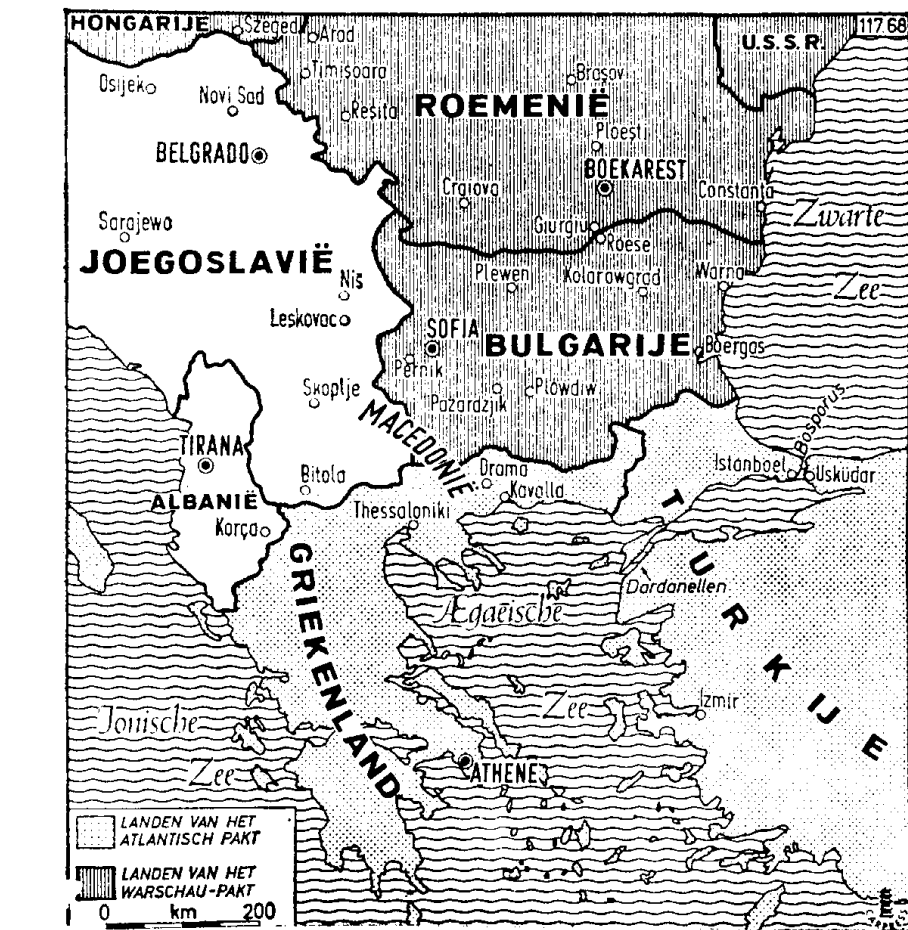 HONGARIJE
Szeged
Arad
117.68
U.S.S.R.
Timisoara
Brasov
Osijek
Novi Sad
Resita
ROEMENIË
Ploesti
BELGRADO
BOEKAREST
Craiova
Constanta
Zwarte
Sarajewo
Giurgiu
Roese
JOEGOSLAVIË
Plewen
Kolarowgrad
Warna
Zee
Niš
Leskovac
SOFIA
BULGARIJE
Boergas
Pernik
Skoplje
Pazardzjik
Plowdiw
MACEDONIË
Bosporus
TIRANA
Bitola
Drama
Istanboel
Usküdar
ALBANIË
Kavalla
Thessaloniki
Korça
TURKIJE
GRIEKENLAND
Dardanellen
Ægaeische
Zee
Izmir
Jonische
Zee
ATHENE
LANDEN VAN HET
ATLANTISCH PAKT
LANDEN VAN HET
WARSCHAU-PAKT
0 km 200